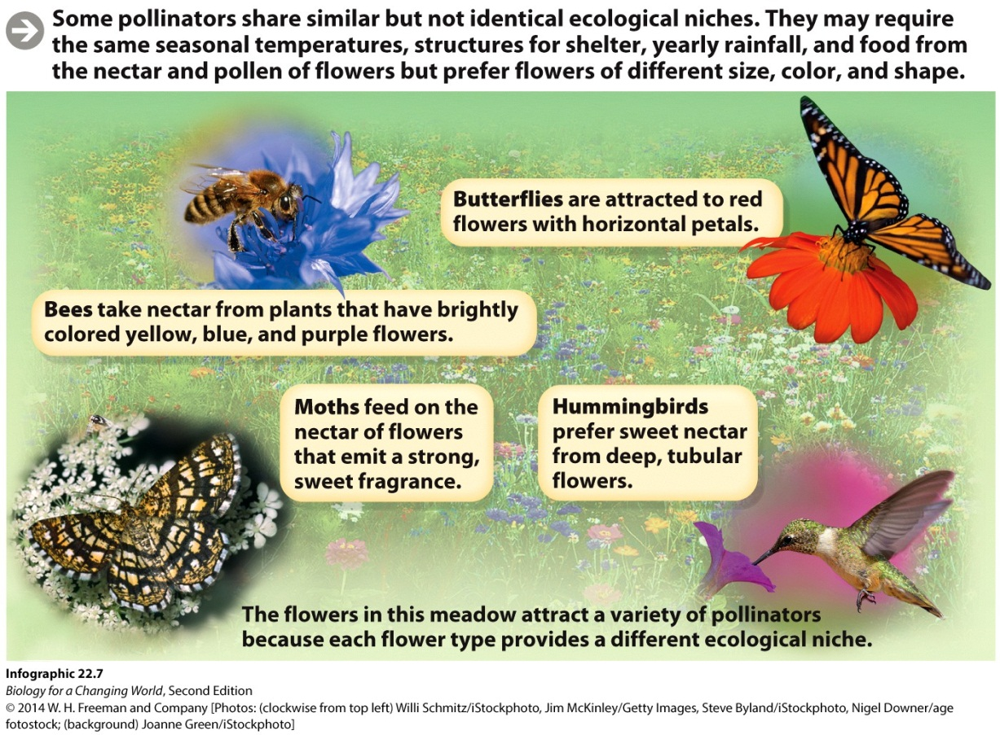 Some pollinators share similar but not identical ecological niches. They may require
the same seasonal temperatures, structures for shelter, yearly rainfall, and food from
the nectar and pollen of flowers but prefer flowers of different size, color, and shape.
Butterflies are attracted to red
flowers with horizontal petals.
Bees take nectar from plants that have brightly
colored yellow, blue, and purple flowers.
Moths feed on the
nectar of flowers
that emit a strong,
sweet fragrance.
Hummingbirds
prefer sweet nectar
from deep, tubular
flowers.
The flowers in this meadow attract a variety of pollinators
because each flower type provides a different ecological niche.
Infographic 22.7
Biology for a Changing World, Second Edition
© 2014 W. H. Freeman and Company [Photos: (clockwise from top left) Willi Schmitz/iStockphoto, Jim McKinley/Getty Images, Steve Byland/iStockphoto, Nigel Downer/age
fotostock; (background) Joanne Green/iStockphoto]